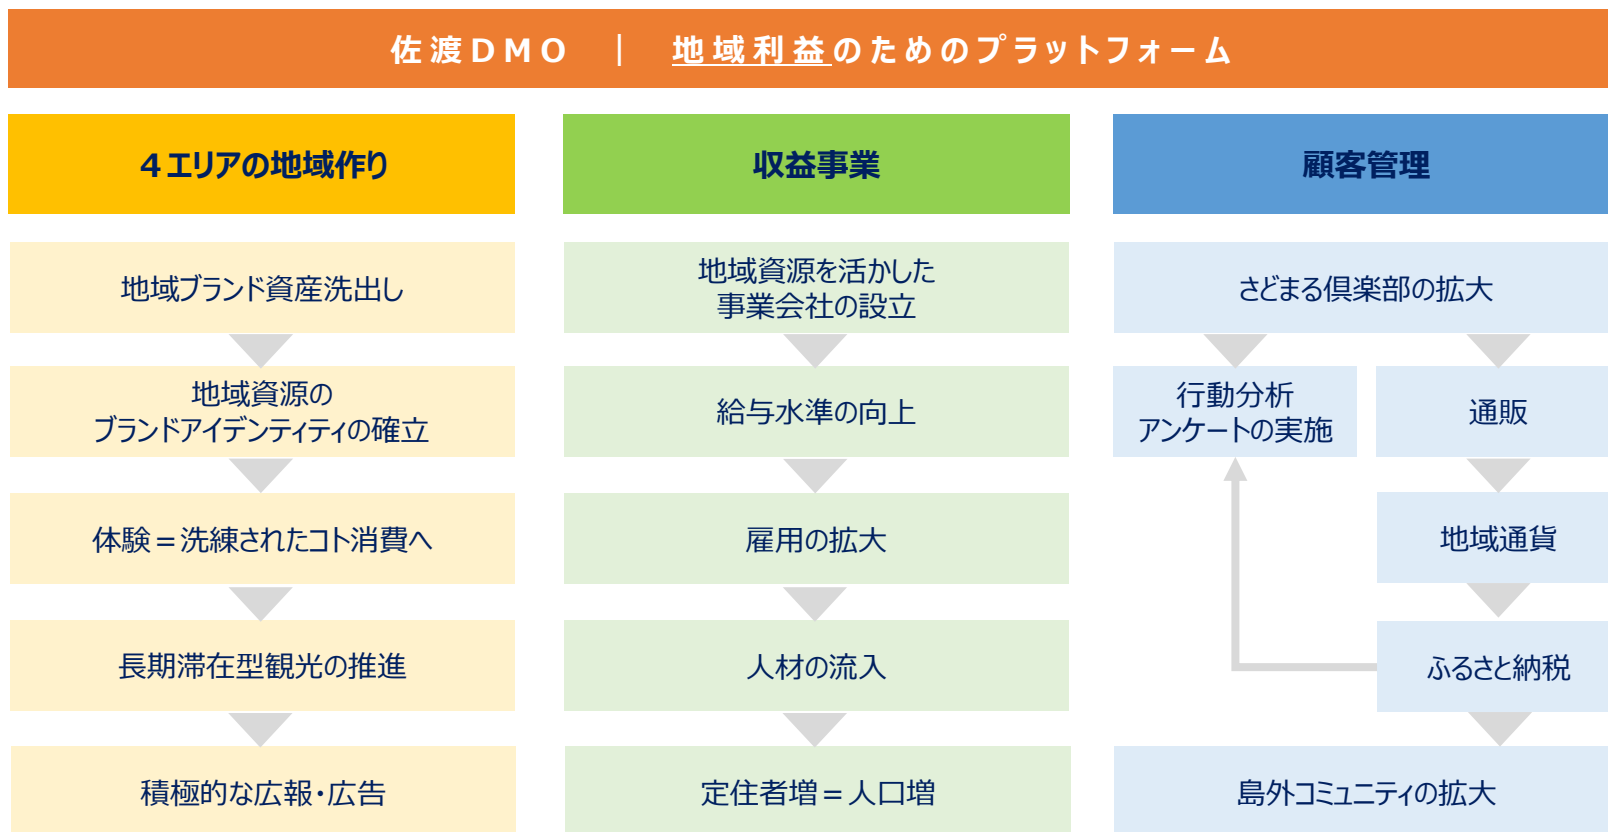 佐渡DMO ｜ 地域利益のためのプラットフォーム
4エリアの地域作り
地域ブランド資産洗出し
地域資源の
ブランドアイデンティティの確立
体験＝洗練されたコト消費へ
長期滞在型観光の推進
積極的な広報・広告
収益事業
地域資源を活かした
事業会社の設立
給与水準の向上
雇用の拡大
人材の流入
定住者増＝人口増
顧客管理
さどまる倶楽部の拡大
行動分析
アンケートの実施
通販
地域通貨
ふるさと納税
島外コミュニティの拡大